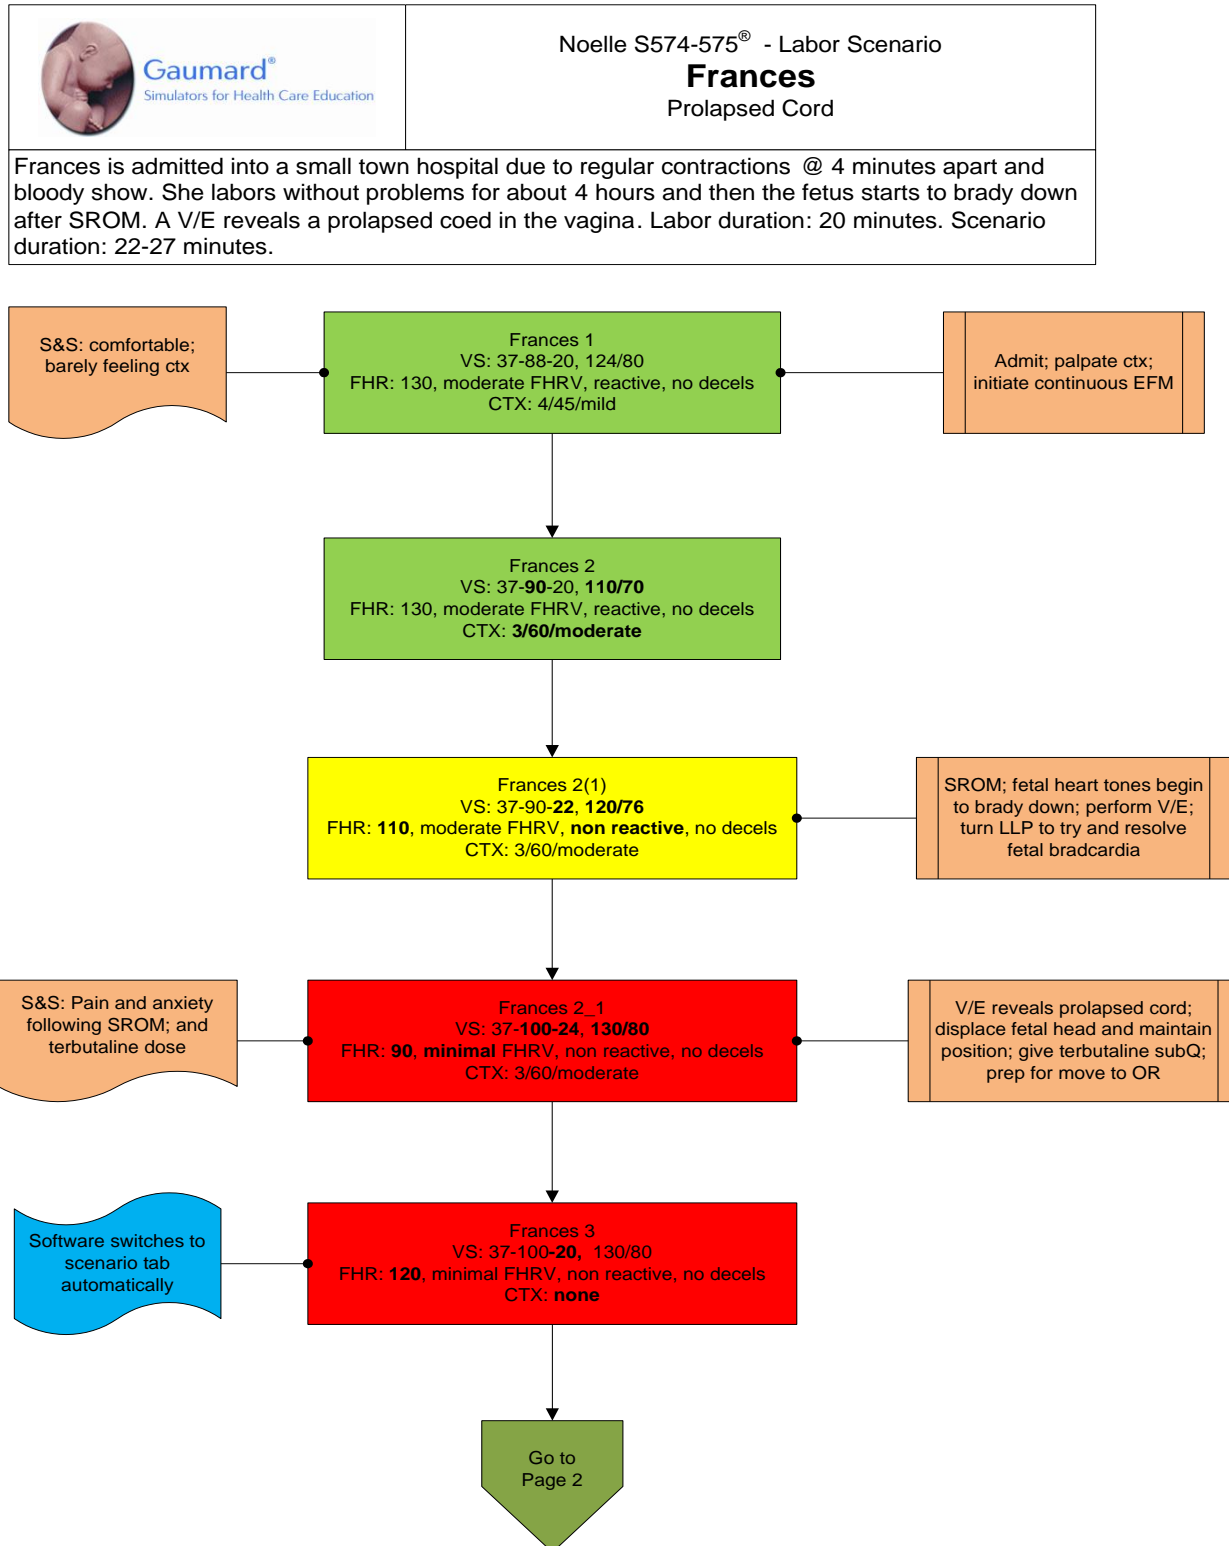 Gaumard®
Simulators for Health Care Education
Noelle S574-575® - Labor Scenario
Frances
Prolapsed Cord
Frances is admitted into a small town hospital due to regular contractions @ 4 minutes apart and
bloody show. She labors without problems for about 4 hours and then the fetus starts to brady down
after SROM. A V/E reveals a prolapsed coed in the vagina. Labor duration: 20 minutes. Scenario
duration: 22-27 minutes.
S&S: comfortable;
barely feeling ctx
Frances 1
VS: 37-88-20, 124/80
FHR: 130, moderate FHRV, reactive, no decels
CTX: 4/45/mild
Admit; palpate ctx;
initiate continuous EFM
Frances 2
VS: 37-90-20, 110/70
FHR: 130, moderate FHRV, reactive, no decels
CTX: 3/60/moderate
Frances 2(1)
VS: 37-90-22, 120/76
FHR: 110, moderate FHRV, non reactive, no decels
CTX: 3/60/moderate
SROM; fetal heart tones begin
to brady down; perform V/E;
turn LLP to try and resolve
fetal bradcardia
S&S: Pain and anxiety
following SROM; and
terbutaline dose
Frances 2_1
VS: 37-100-24, 130/80
FHR: 90, minimal FHRV, non reactive, no decels
CTX: 3/60/moderate
V/E reveals prolapsed cord;
displace fetal head and maintain
position; give terbutaline subQ;
prep for move to OR
Software switches to
scenario tab
automatically
Frances 3
VS: 37-100-20, 130/80
FHR: 120, minimal FHRV, non reactive, no decels
CTX: none
Go to
Page 2